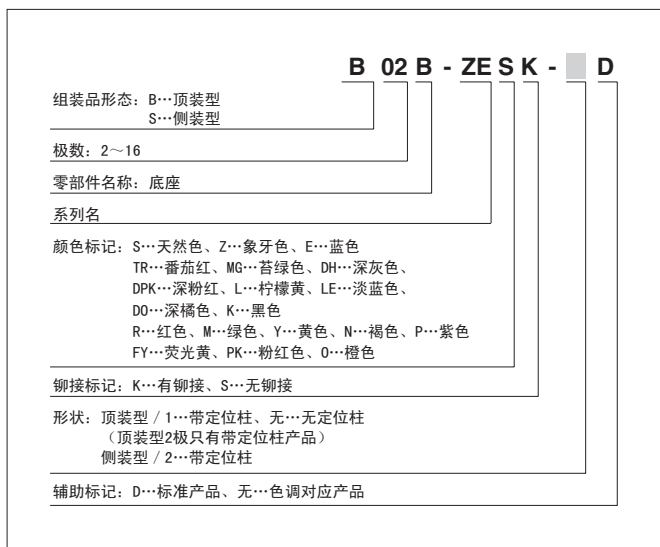 B 02 B - ZE S K - D
组装品形态：B…顶装型
S…侧装型
极数：2～16
零部件名称：底座
系列名
颜色标记：S…天然色、Z…象牙色、E…蓝色
TR…番茄红、MG…苔绿色、DH…深灰色、
DPK…深粉红、L…柠檬黄、LE…淡蓝色、
DO…深橘色、K…黑色
R…红色、M…绿色、Y…黄色、N…褐色、P…紫色
FY…荧光黄、PK…粉红色、O…橙色
铆接标记：K…有铆接、S…无铆接
形状：顶装型 / 1…带定位柱、无…无定位柱
（顶装型2极只有带定位柱产品）
侧装型 / 2…带定位柱
辅助标记：D…标准产品、无…色调对应产品